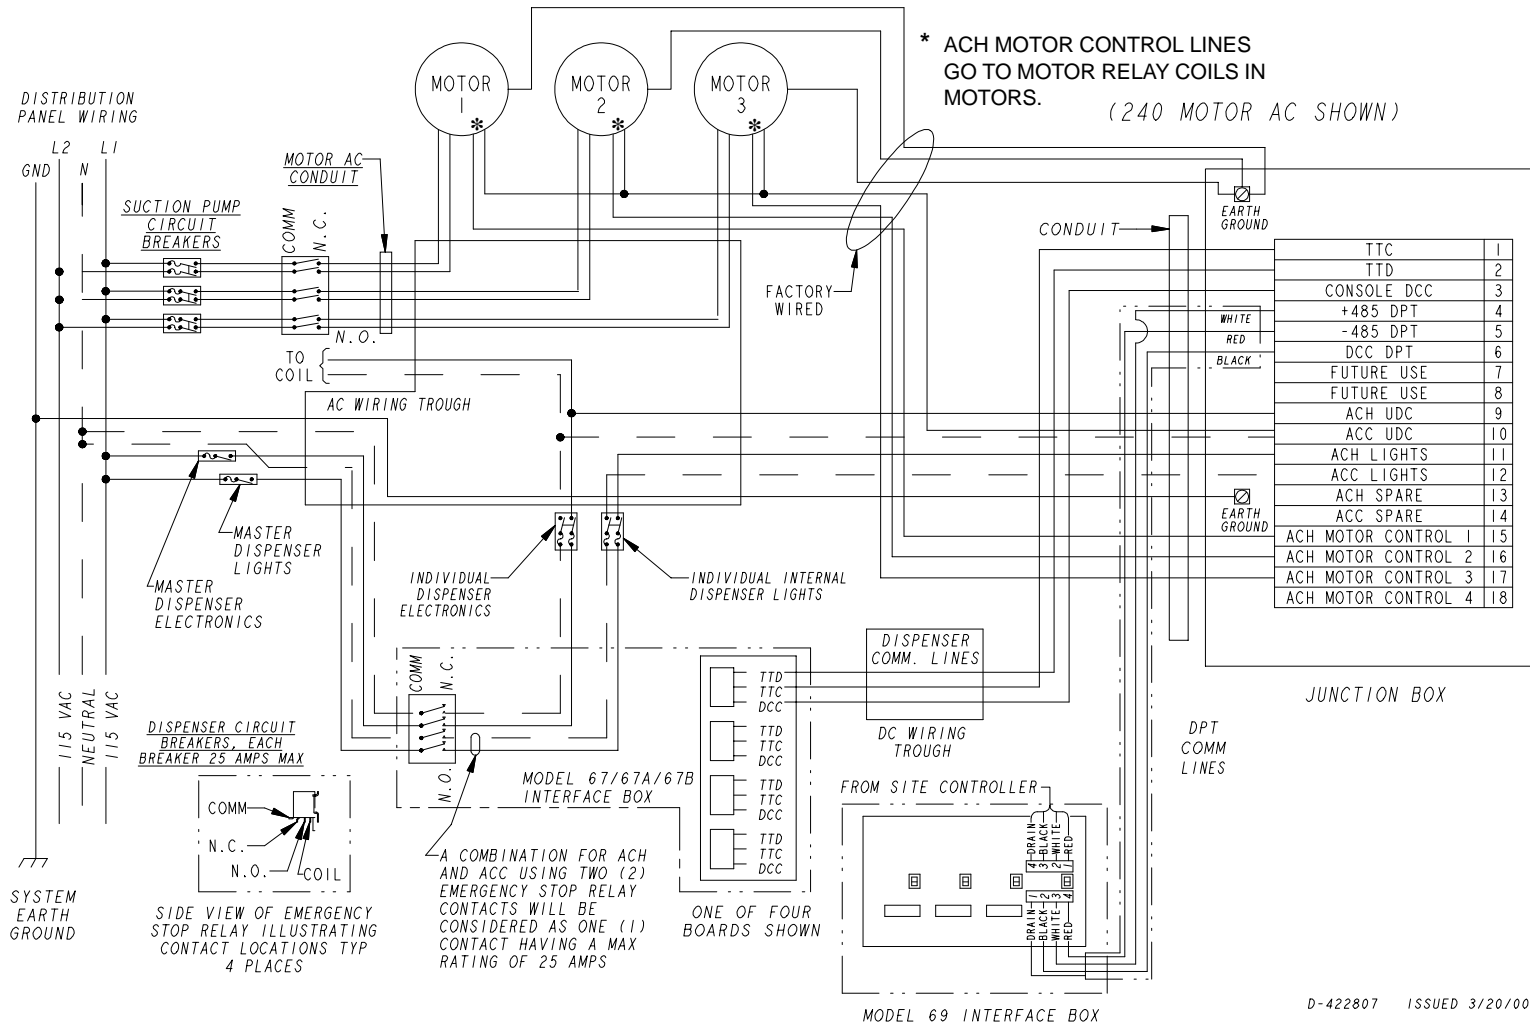 * ACH MOTOR CONTROL LINES
GO TO MOTOR RELAY COILS IN
MOTORS.
(240 MOTOR AC SHOWN)
MOTOR
1
*
MOTOR
2
*
MOTOR
3
*
DISTRIBUTION
PANEL WIRING
L2
L1
GND
N
MOTOR AC
CONDUIT
SUCTION PUMP
CIRCUIT
BREAKERS
COMM
N.C.
N.O.
TO
COIL
AC WIRING TROUGH
FACTORY
WIRED
CONDUIT
EARTH
GROUND
WHITE
RED
BLACK
TTC 1
TTD 2
CONSOLE DCC 3
+485 DPT 4
-485 DPT 5
DCC DPT 6
FUTURE USE 7
FUTURE USE 8
ACH UDC 9
ACC UDC 10
ACH LIGHTS 11
ACC LIGHTS 12
ACH SPARE 13
ACC SPARE 14
ACH MOTOR CONTROL 1 15
ACH MOTOR CONTROL 2 16
ACH MOTOR CONTROL 3 17
ACH MOTOR CONTROL 4 18
EARTH
GROUND
JUNCTION BOX
MASTER
DISPENSER
LIGHTS
MASTER
DISPENSER
ELECTRONICS
INDIVIDUAL
DISPENSER
ELECTRONICS
INDIVIDUAL INTERNAL
DISPENSER LIGHTS
DISPENSER
COMM. LINES
DC WIRING
TROUGH
115 VAC
NEUTRAL
115 VAC
DISPENSER CIRCUIT
BREAKERS, EACH
BREAKER 25 AMPS MAX
COMM
N.C.
N.O.
MODEL 67/67A/67B
INTERFACE BOX
TTD
TTC
DCC
TTD
TTC
DCC
TTD
TTC
DCC
TTD
TTC
DCC
ONE OF FOUR
BOARDS SHOWN
DPT
COMM
LINES
COMM
N.C.
N.O.
COIL
SIDE VIEW OF EMERGENCY
STOP RELAY ILLUSTRATING
CONTACT LOCATIONS TYP
4 PLACES
SYSTEM
EARTH
GROUND
A COMBINATION FOR ACH
AND ACC USING TWO (2)
EMERGENCY STOP RELAY
CONTACTS WILL BE
CONSIDERED AS ONE (1)
CONTACT HAVING A MAX
RATING OF 25 AMPS
FROM SITE CONTROLLER
DRAIN
BLACK
WHITE
RED
4 3 2 1
1 2 3 4
DRAIN
BLACK
WHITE
RED
MODEL 69 INTERFACE BOX
D-422807 ISSUED 3/20/00